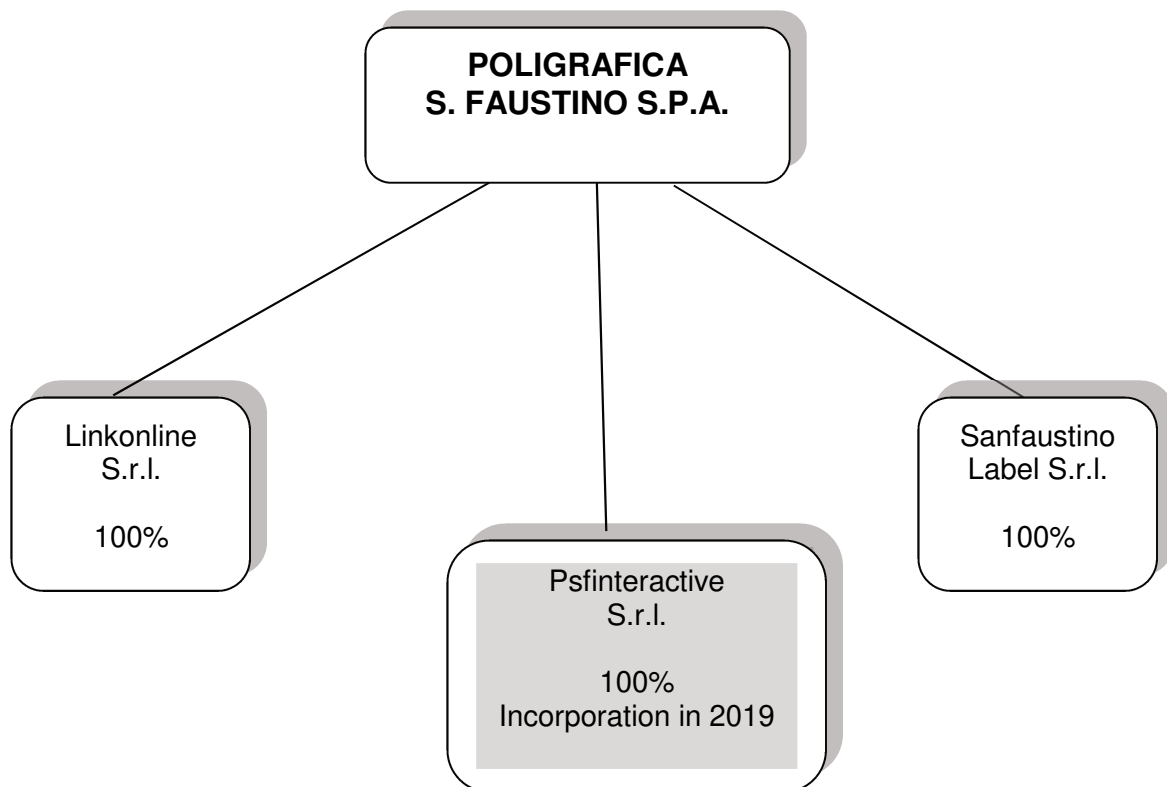 POLIGRAFICA
S. FAUSTINO S.P.A.
Linkonline
S.r.l.
100%
Psfinteractive
S.r.l.
100%
Incorporation in 2019
Sanfaustino
Label S.r.l.
100%